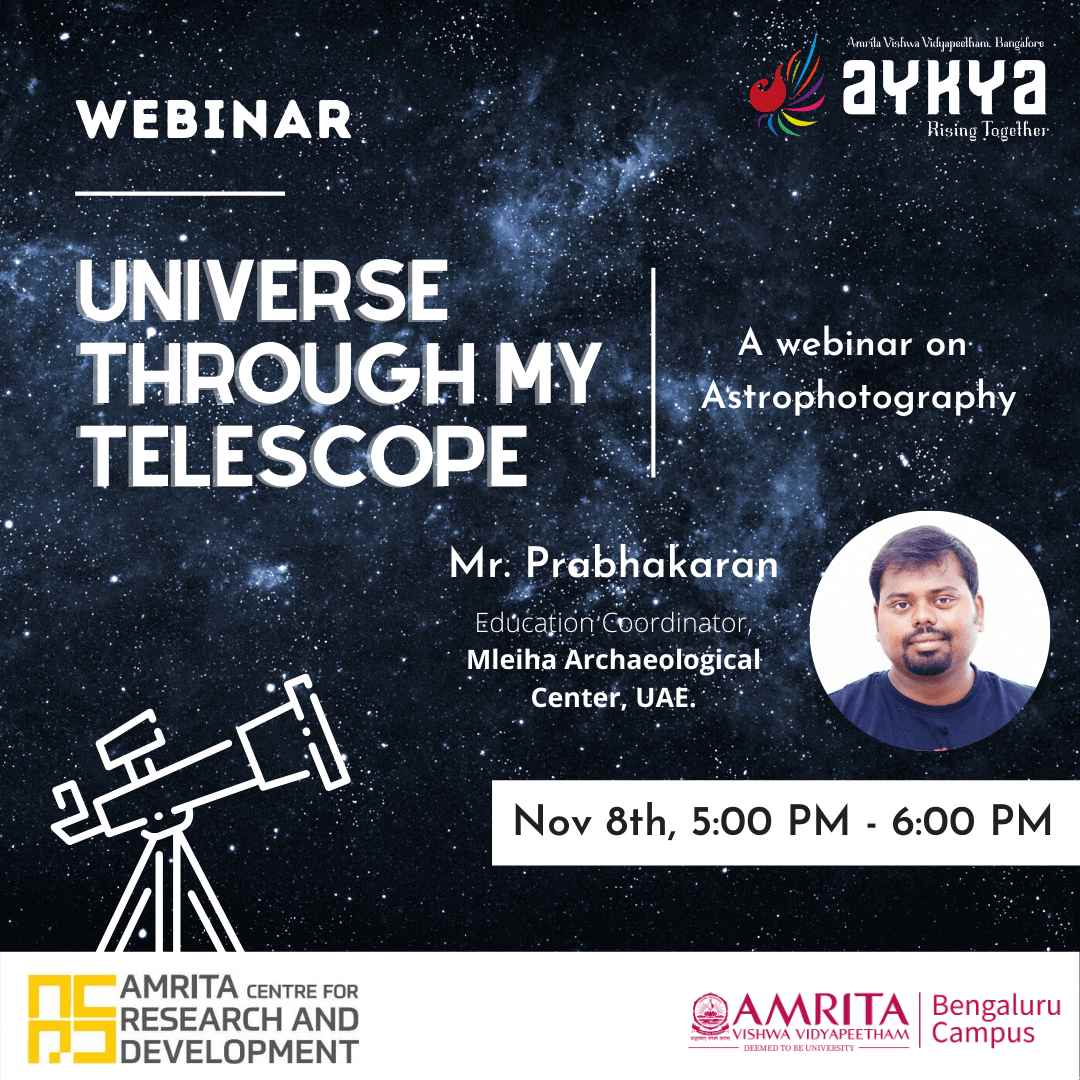 WEBINAR
Amrita Vishwa Vidyapeetham, Bangalore
aykya
Rising Together
UNIVERSE
THROUGH MY
TELESCOPE
A webinar on
Astrophotography
Mr. Prabhakaran
Education Coordinator,
Mleiha Archaeological
Center, UAE.
Nov 8th, 5:00 PM - 6:00 PM
AMRITA CENTRE FOR
RESEARCH AND
DEVELOPMENT
AMRITA
VISHWA VIDYAPEETHAM
DEEMED TO BE UNIVERSITY
Bengaluru
Campus